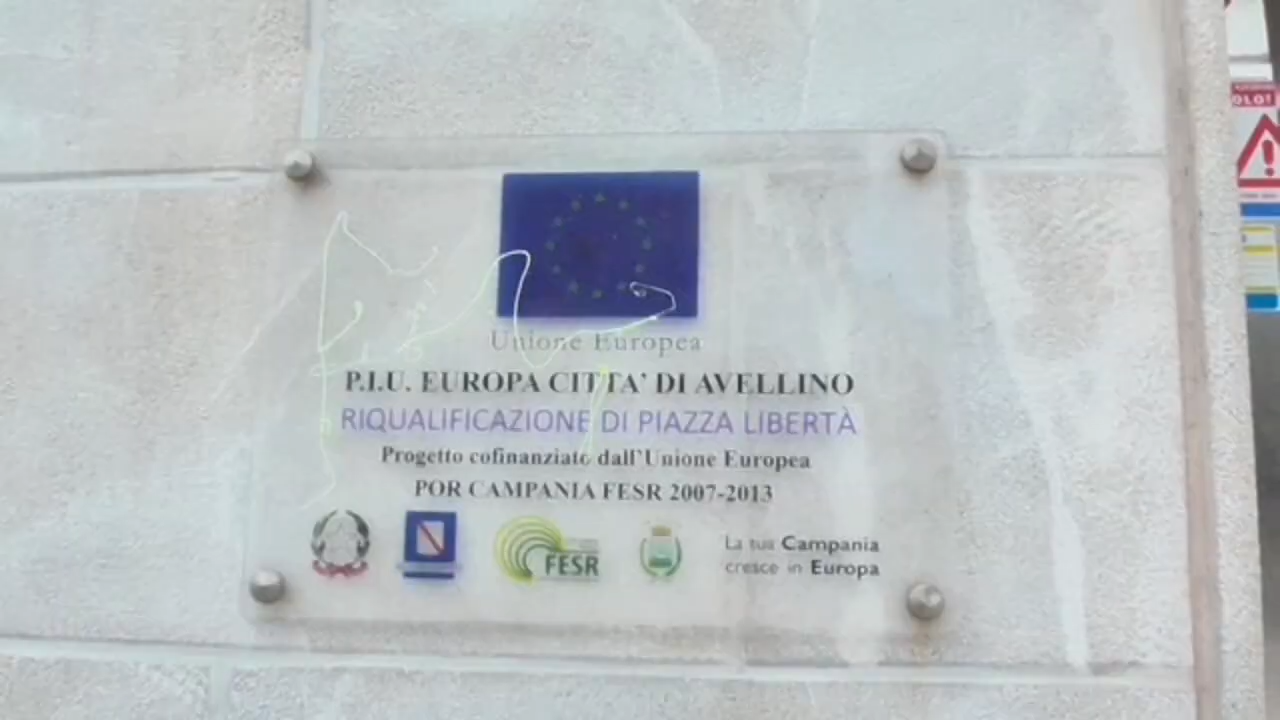 Unione Europea
P.I.U. EUROPA CITTA' DI AVELLINO
RIQUALIFICAZIONE DI PIAZZA LIBERTÀ
Progetto cofinanziato dall'Unione Europea
POR CAMPANIA FESR 2007-2013
FESR
La tua Campania
cresce in Europa
OLO!